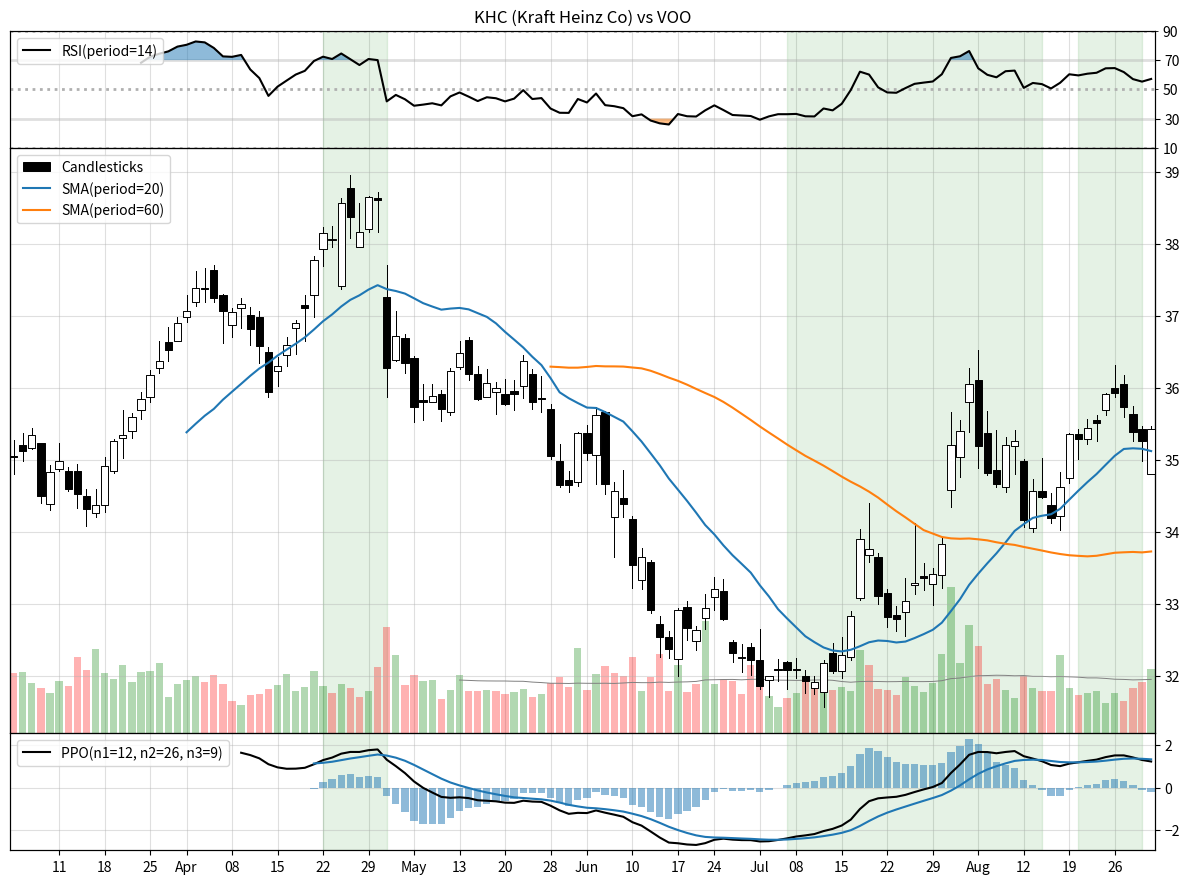 KHC (Kraft Heinz Co) vs VOO
RSI(period=14)
90
70
50
30
10
Candlesticks
SMA(period=20)
SMA(period=60)
39
38
37
36
35
34
33
32
PPO(n1=12, n2=26, n3=9)
2
0
−2
11 18 25 Apr 08 15 22 29 May 13 20 28 Jun 10 17 24 Jul 08 15 22 29 Aug 12 19 26